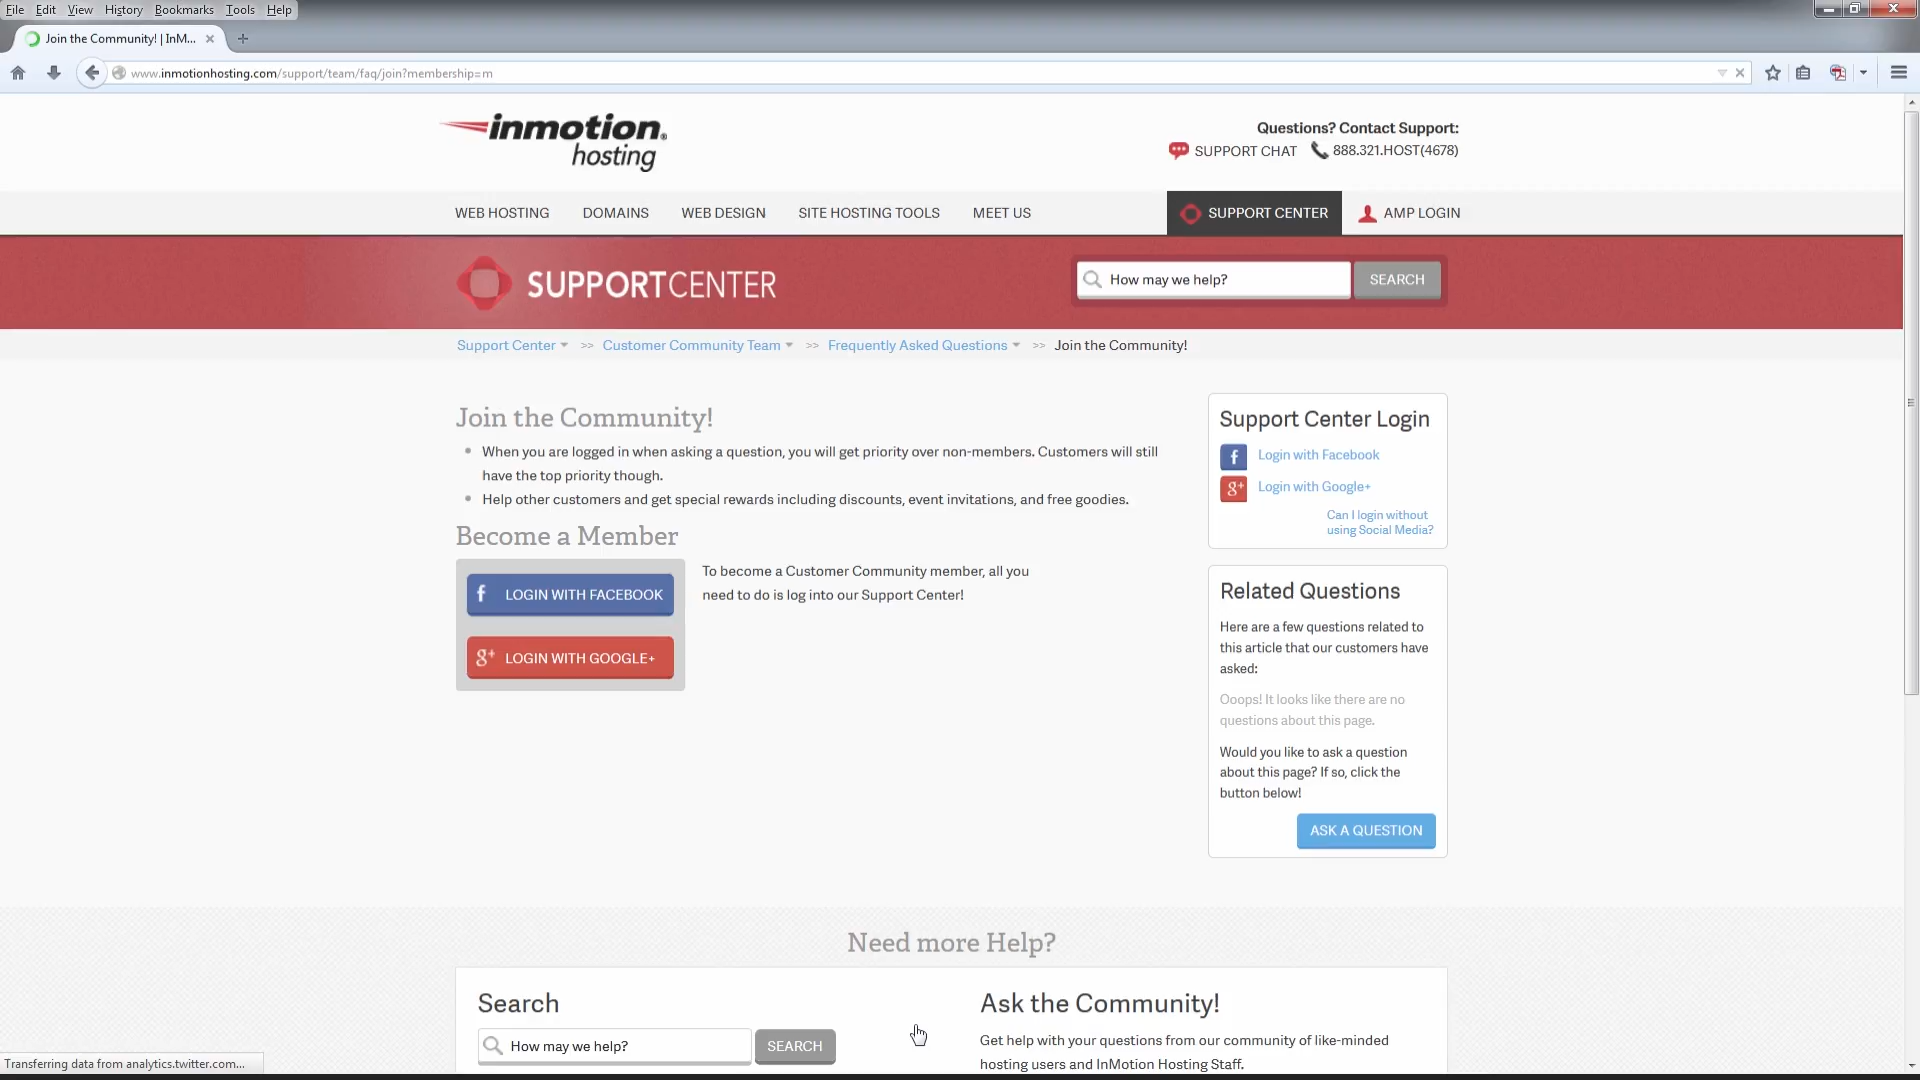 File Edit View History Bookmarks Tools Help
Join the Community! | InM...
www.inmotionhosting.com/support/team/faq/join?membership=m
inmotion hosting
Questions? Contact Support:
SUPPORT CHAT 888.321.HOST(4678)
WEB HOSTING DOMAINS WEB DESIGN SITE HOSTING TOOLS MEET US SUPPORT CENTER AMP LOGIN
SUPPORTCENTER
How may we help? SEARCH
Support Center >> Customer Community Team >> Frequently Asked Questions >> Join the Community!
Join the Community!
When you are logged in when asking a question, you will get priority over non-members. Customers will still
have the top priority though.
Help other customers and get special rewards including discounts, event invitations, and free goodies.
Become a Member
f LOGIN WITH FACEBOOK
g+ LOGIN WITH GOOGLE+
To become a Customer Community member, all you
need to do is log into our Support Center!
Support Center Login
f Login with Facebook
g+ Login with Google+
Can I login without
using Social Media?
Related Questions
Here are a few questions related to
this article that our customers have
asked:
Ooops! It looks like there are no
questions about this page.
Would you like to ask a question
about this page? If so, click the
button below!
ASK A QUESTION
Need more Help?
Search
How may we help? SEARCH
Ask the Community!
Get help with your questions from our community of like-minded
hosting users and InMotion Hosting Staff.
Transferring data from analytics.twitter.com...